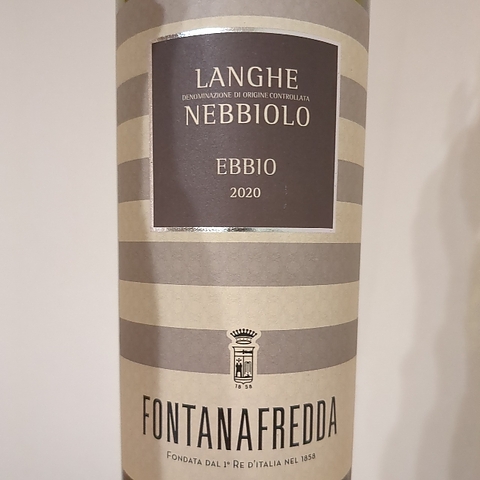 LANGHE
DENOMINAZIONE DI ORIGINE CONTROLLATA
NEBBIOLO
EBBIO
2020
18 58
FONTANAFREDDA
FONDATA DAL 1° RE D'ITALIA NEL 1858